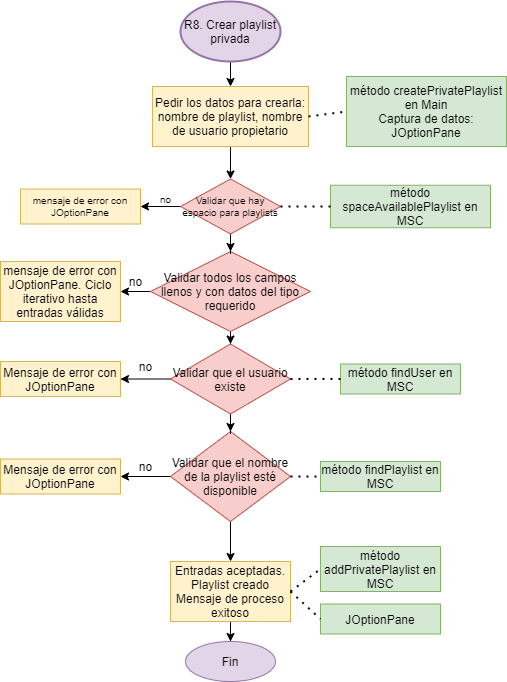 R8. Crear playlist
privada
Pedir los datos para crearla:
nombre de playlist, nombre
de usuario propietario
método createPrivatePlaylist
en Main
Captura de datos:
JOptionPane
mensaje de error con
JOptionPane
no
Validar que hay
espacio para playlists
método
spaceAvailablePlaylist en
MSC
mensaje de error con
JOptionPane. Ciclo
iterativo hasta
entradas válidas
no
Validar todos los campos
llenos y con datos del tipo
requerido
Mensaje de error con
JOptionPane
no
Validar que el usuario
existe
método findUser en
MSC
Mensaje de error con
JOptionPane
no
Validar que el nombre
de la playlist esté
disponible
método findPlaylist en
MSC
Entradas aceptadas.
Playlist creado
Mensaje de proceso
exitoso
método
addPrivatePlaylist en
MSC
JOptionPane
Fin